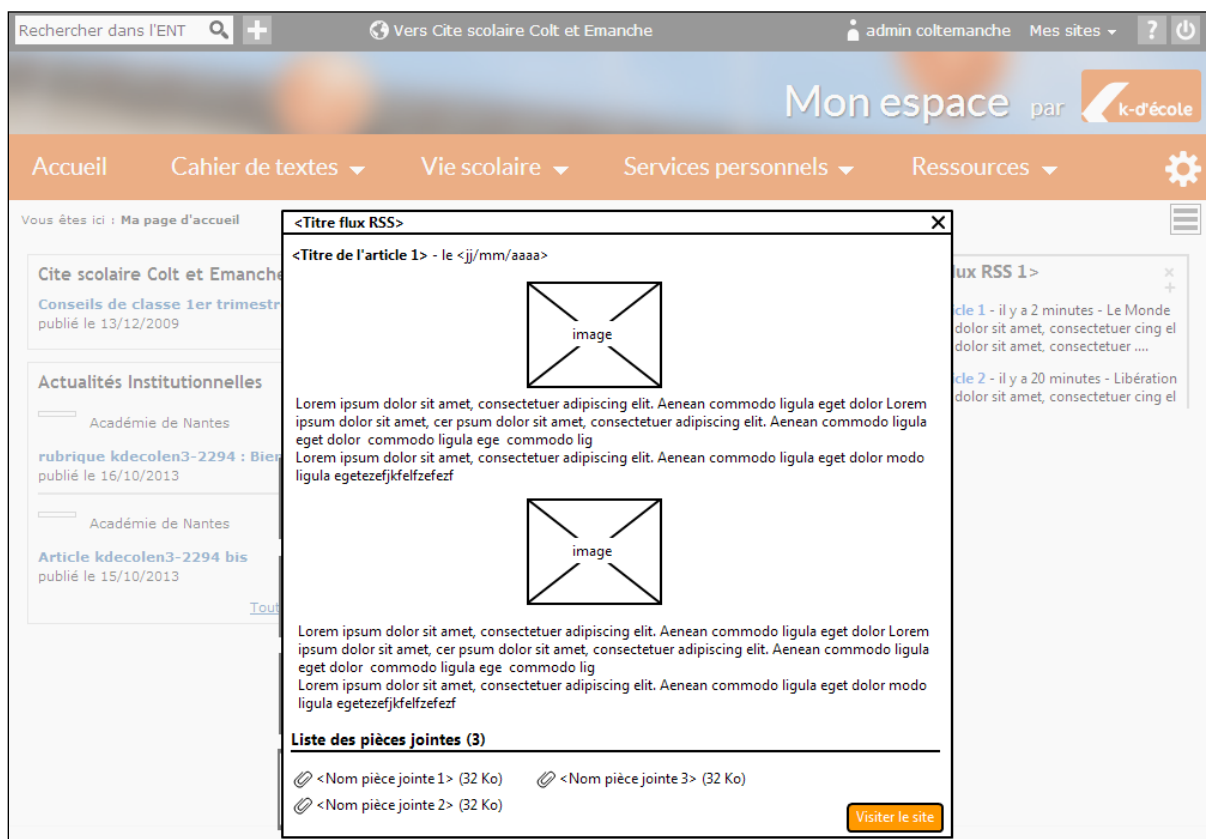 Rechercher dans l'ENT
Vers Cite scolaire Colt et Emanche
admin coltemanche
Mes sites
?
Mon espace par k-d'école
Accueil
Cahier de textes
Vie scolaire
Services personnels
Ressources
Vous êtes ici : Ma page d'accueil
Cite scolaire Colt et Emanche
Conseils de classe 1er trimestr
publié le 13/12/2009
Actualités Institutionnelles
Académie de Nantes
rubrique kdecolen3-2294 : Bien
publié le 16/10/2013
Académie de Nantes
Article kdecolen3-2294 bis
publié le 15/10/2013
Tout
<Titre flux RSS>
<Titre de l'article 1> - le <jj/mm/aaaa>
image
Lorem ipsum dolor sit amet, consectetuer adipiscing elit. Aenean commodo ligula eget dolor Lorem
ipsum dolor sit amet, cer psum dolor sit amet, consectetuer adipiscing elit. Aenean commodo ligula
eget dolor commodo ligula ege commodo lig
Lorem ipsum dolor sit amet, consectetuer adipiscing elit. Aenean commodo ligula eget dolor modo
ligula egetezefjkfelfzefezf
image
Lorem ipsum dolor sit amet, consectetuer adipiscing elit. Aenean commodo ligula eget dolor Lorem
ipsum dolor sit amet, cer psum dolor sit amet, consectetuer adipiscing elit. Aenean commodo ligula
eget dolor commodo ligula ege commodo lig
Lorem ipsum dolor sit amet, consectetuer adipiscing elit. Aenean commodo ligula eget dolor modo
ligula egetezefjkfelfzefezf
Liste des pièces jointes (3)
<Nom pièce jointe 1> (32 Ko)
<Nom pièce jointe 3> (32 Ko)
<Nom pièce jointe 2> (32 Ko)
Visiter le site
lux RSS 1>
icle 1 - il y a 2 minutes - Le Monde
dolor sit amet, consectetuer cing el
dolor sit amet, consectetuer ....
icle 2 - il y a 20 minutes - Libération
dolor sit amet, consectetuer cing el